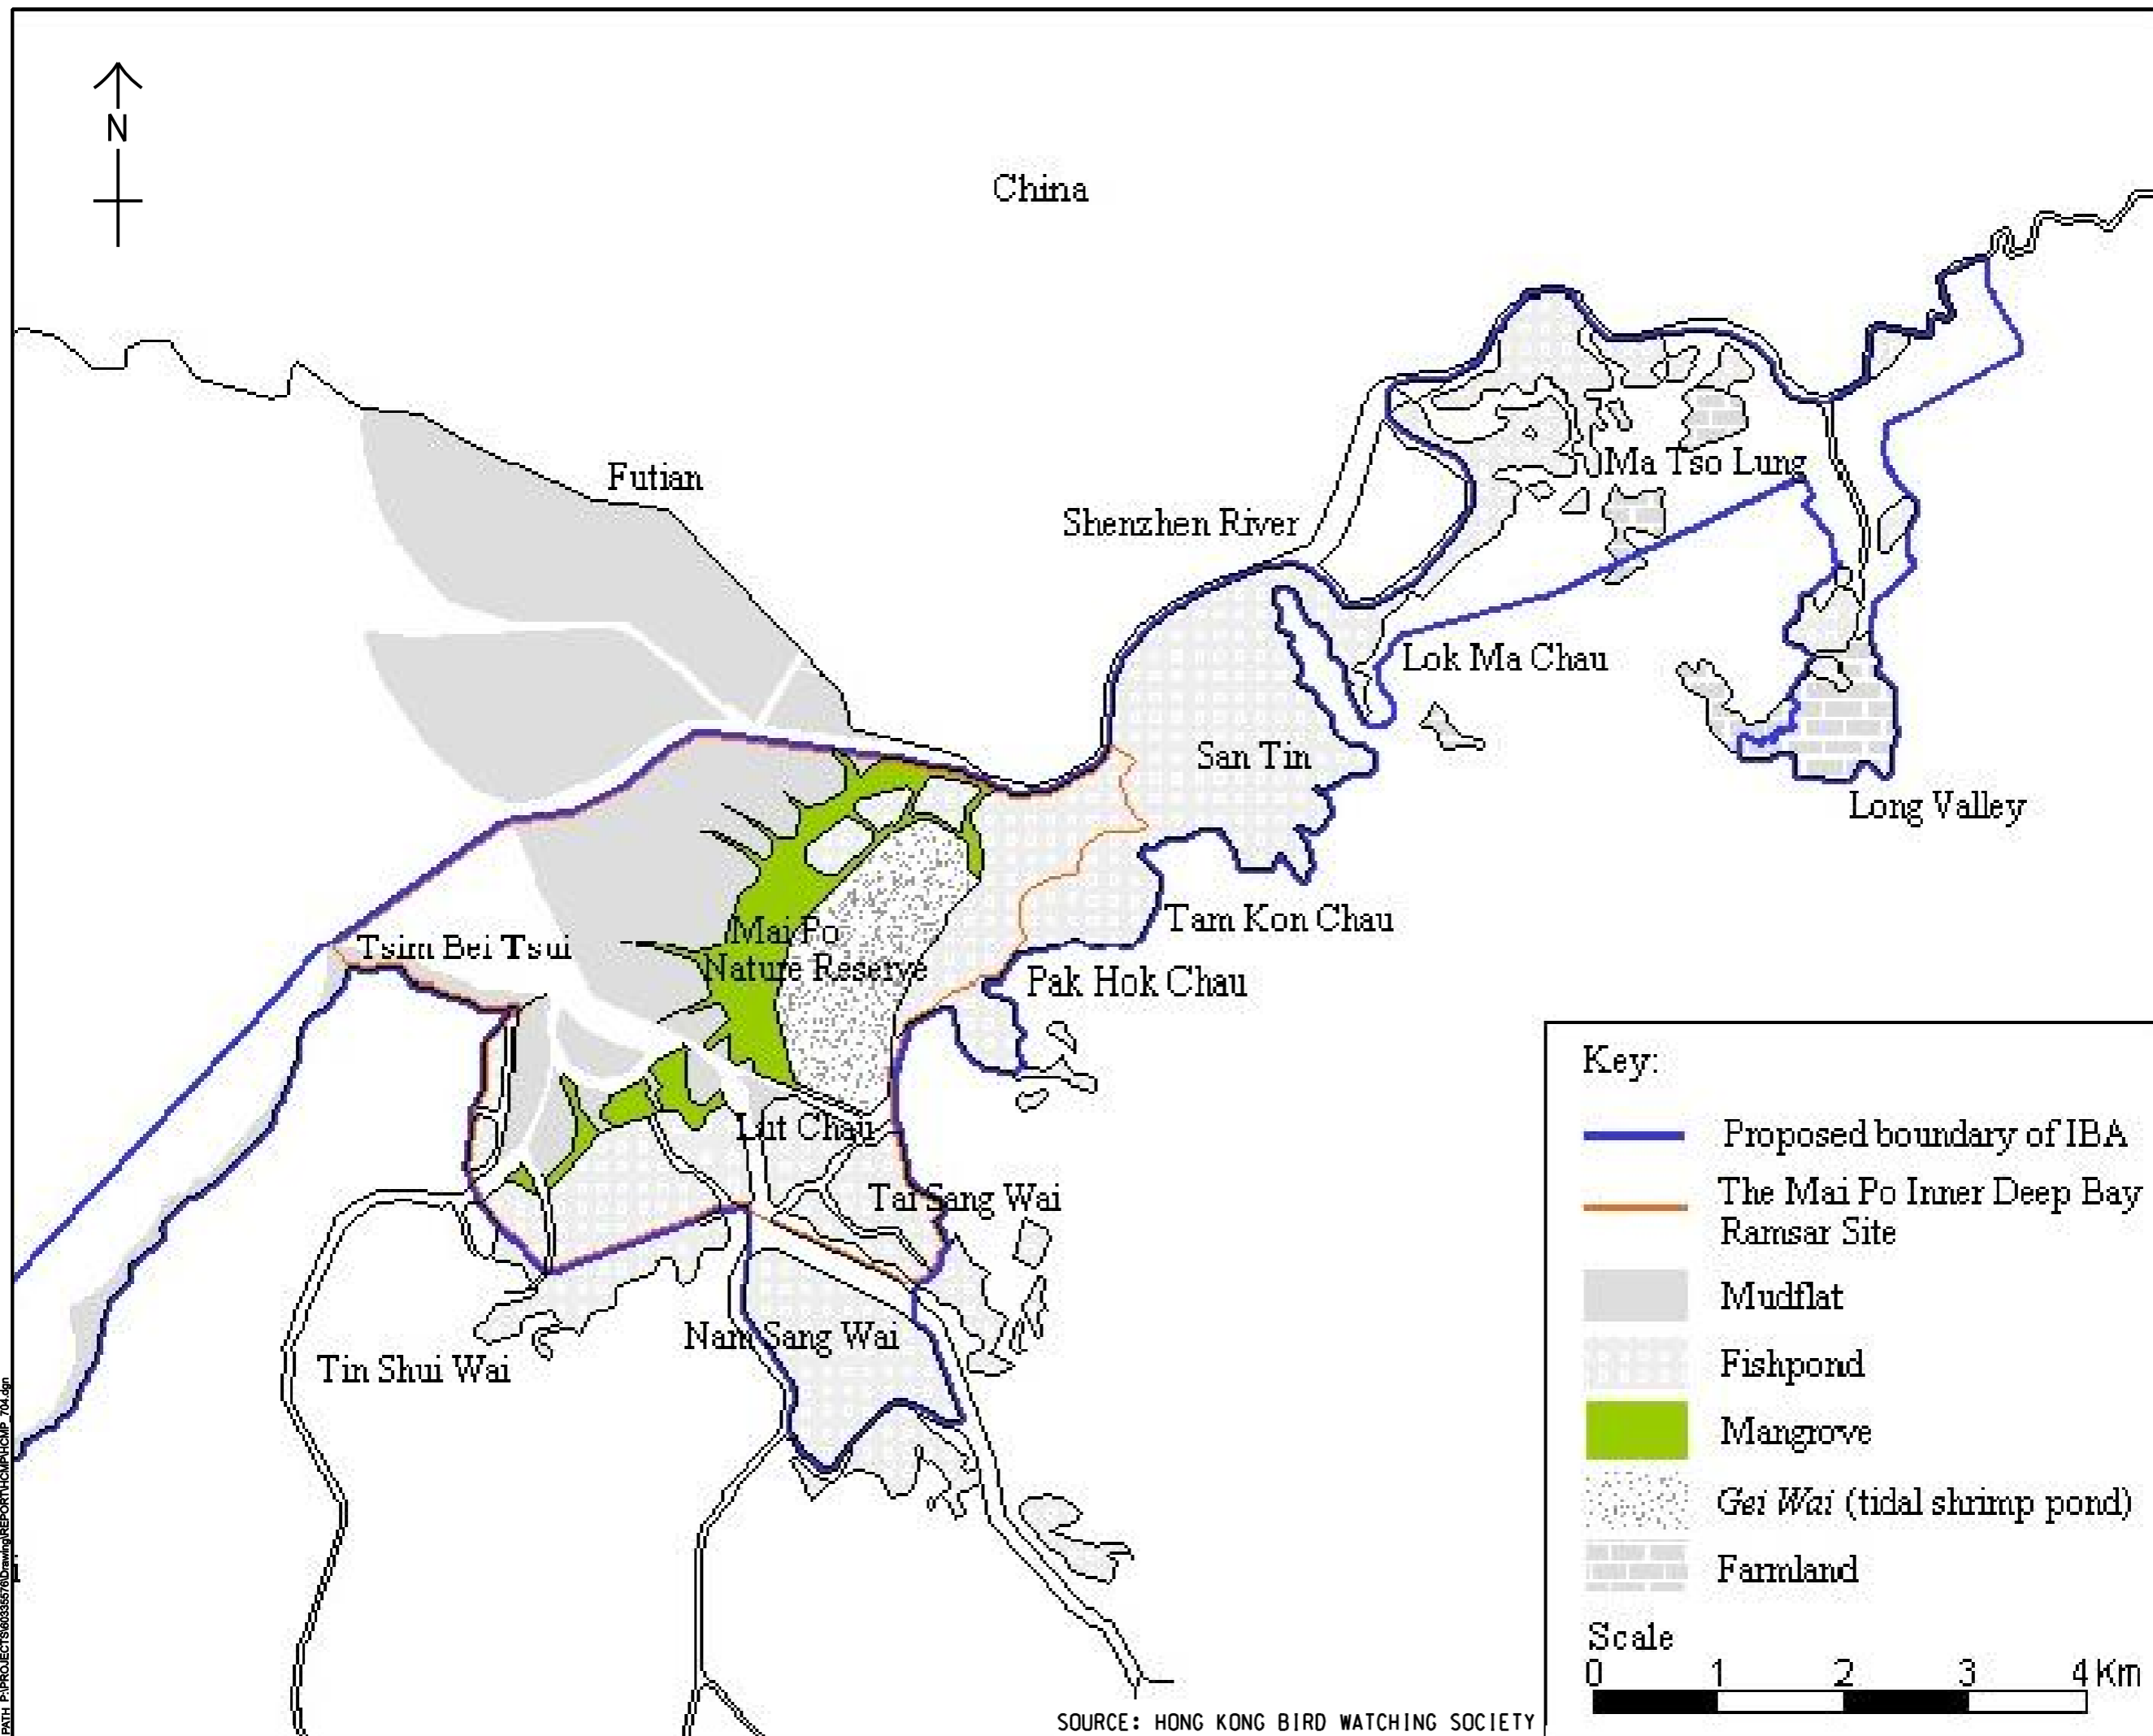 N
China
Futian
Shenzhen River
Ma Tso Lung
Lok Ma Chau
San Tin
Long Valley
Tam Kon Chau
Mai Po
Nature Reserve
Tsim Bei Tsui
Pak Hok Chau
Lut Chau
Tai Sang Wai
Nam Sang Wai
Tin Shui Wai
Key:
Proposed boundary of IBA
The Mai Po Inner Deep Bay
Ramsar Site
Mudflat
Fishpond
Mangrove
Gei Wai (tidal shrimp pond)
Farmland
Scale
0 1 2 3 4 Km
SOURCE: HONG KONG BIRD WATCHING SOCIETY